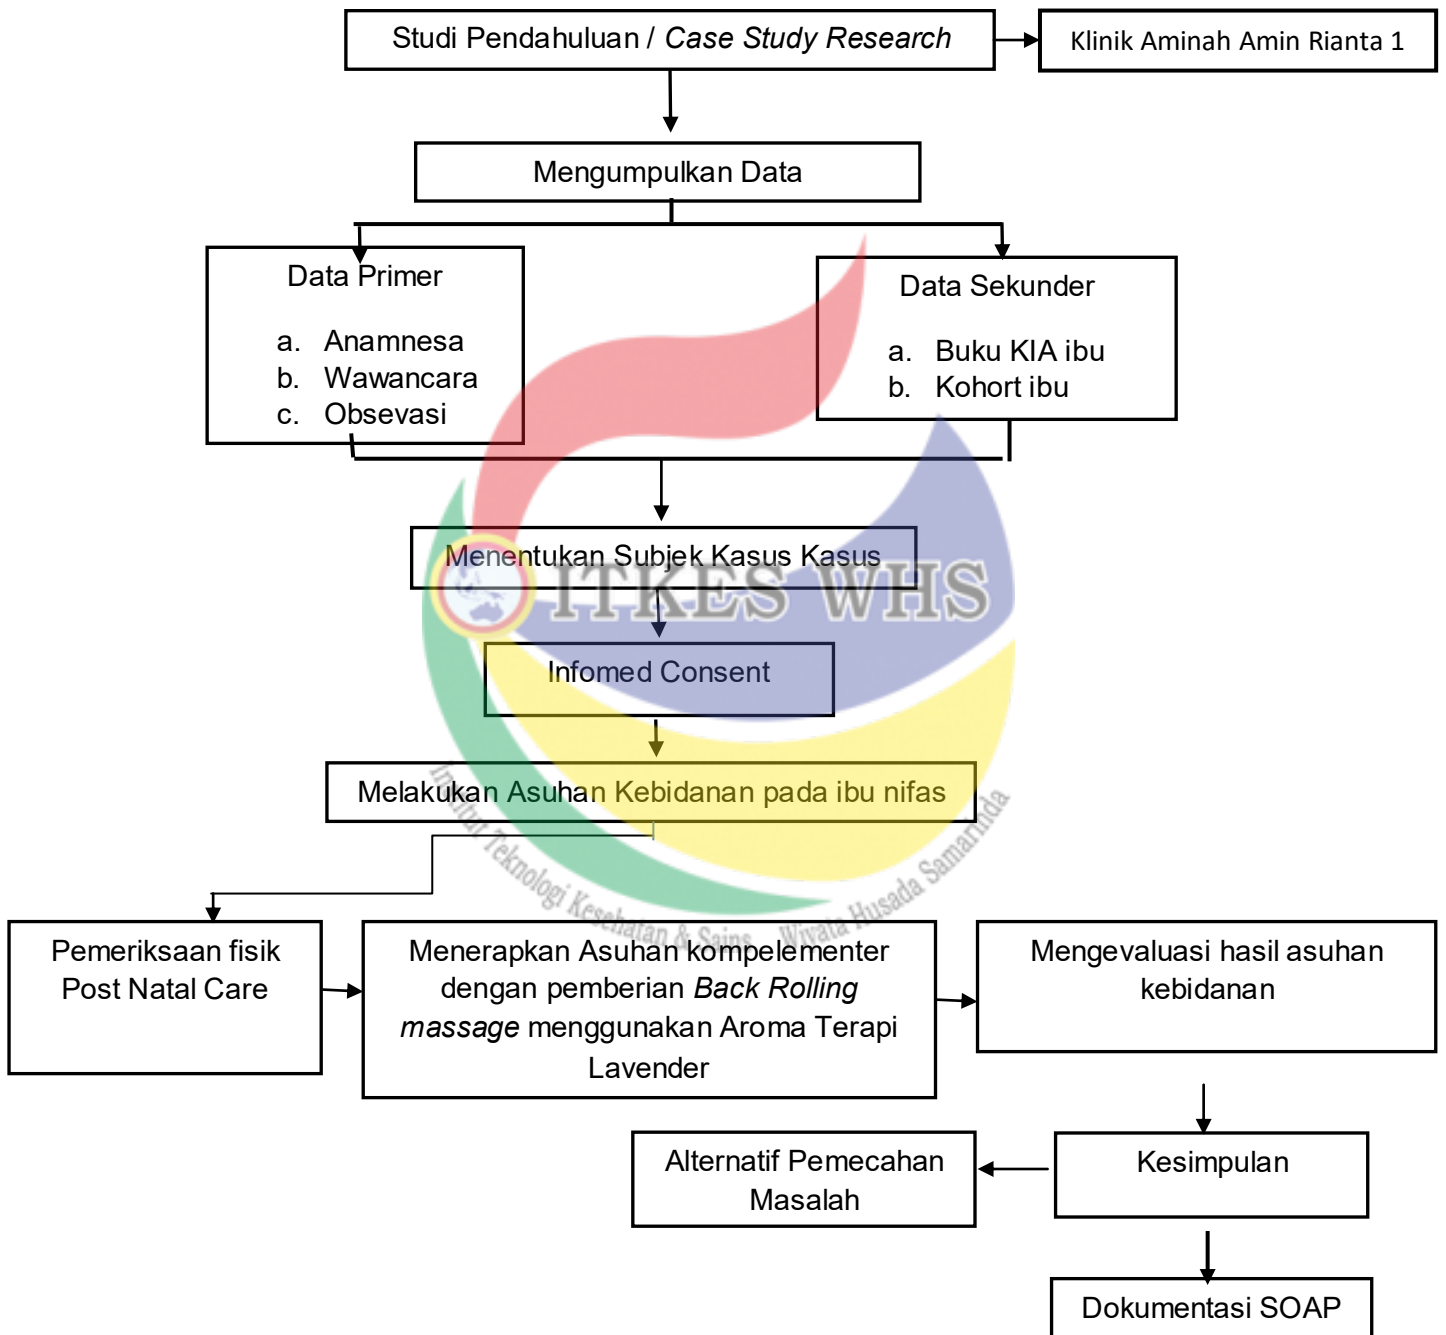 Studi Pendahuluan / Case Study Research
Klinik Aminah Amin Rianta 1
Mengumpulkan Data
Data Primer
a. Anamnesa
b. Wawancara
c. Obsevasi
Data Sekunder
a. Buku KIA ibu
b. Kohort ibu
Menentukan Subjek Kasus Kasus
ITKES WHS
Infomed Consent
Melakukan Asuhan Kebidanan pada ibu nifas
Institut Teknologi Kesehatan & Sains Wiyata Husada Samarinda
Pemeriksaan fisik
Post Natal Care
Menerapkan Asuhan kompelementer
dengan pemberian Back Rolling
massage menggunakan Aroma Terapi
Lavender
Mengevaluasi hasil asuhan
kebidanan
Alternatif Pemecahan
Masalah
Kesimpulan
Dokumentasi SOAP